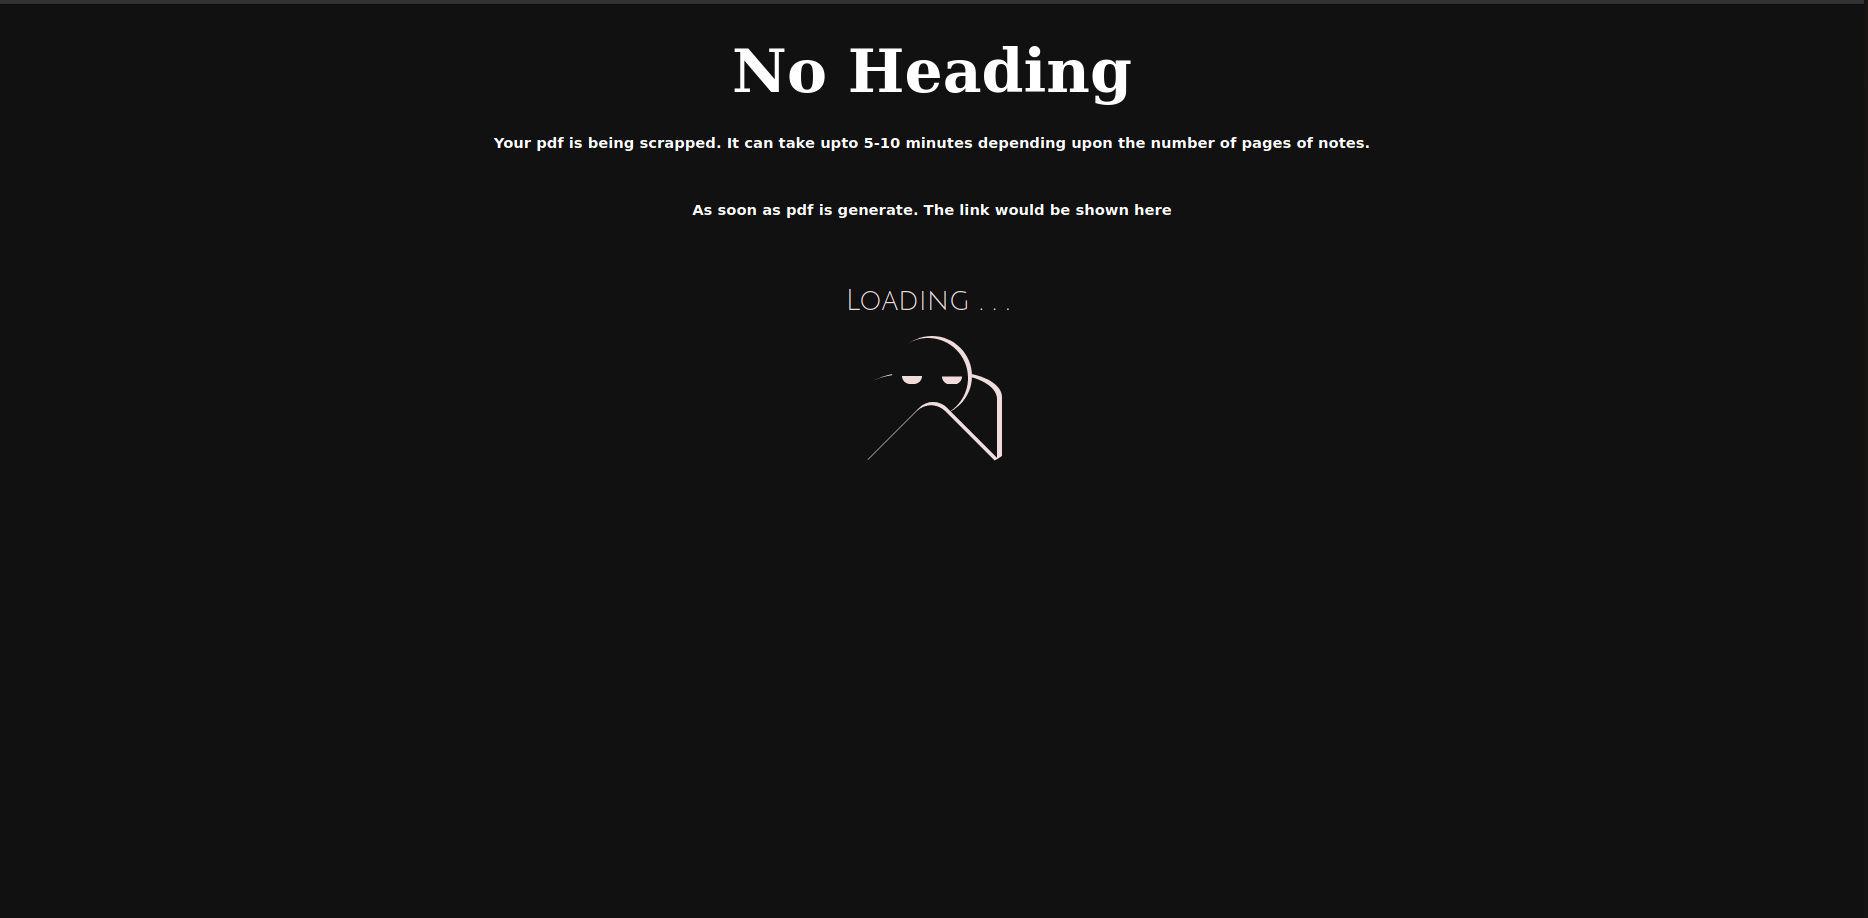 No Heading
Your pdf is being scrapped. It can take upto 5-10 minutes depending upon the number of pages of notes.
As soon as pdf is generate. The link would be shown here
LOADING . . .